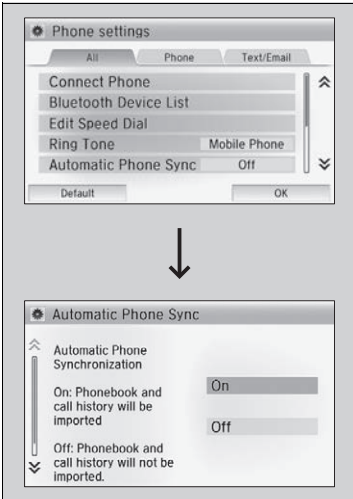 Phone settings
All Phone Text/Email
Connect Phone
Bluetooth Device List
Edit Speed Dial
Ring Tone Mobile Phone
Automatic Phone Sync Off
Default OK
Automatic Phone Sync
Automatic Phone
Synchronization
On: Phonebook and
call history will be
imported
Off: Phonebook and
call history will not be
imported.
On
Off